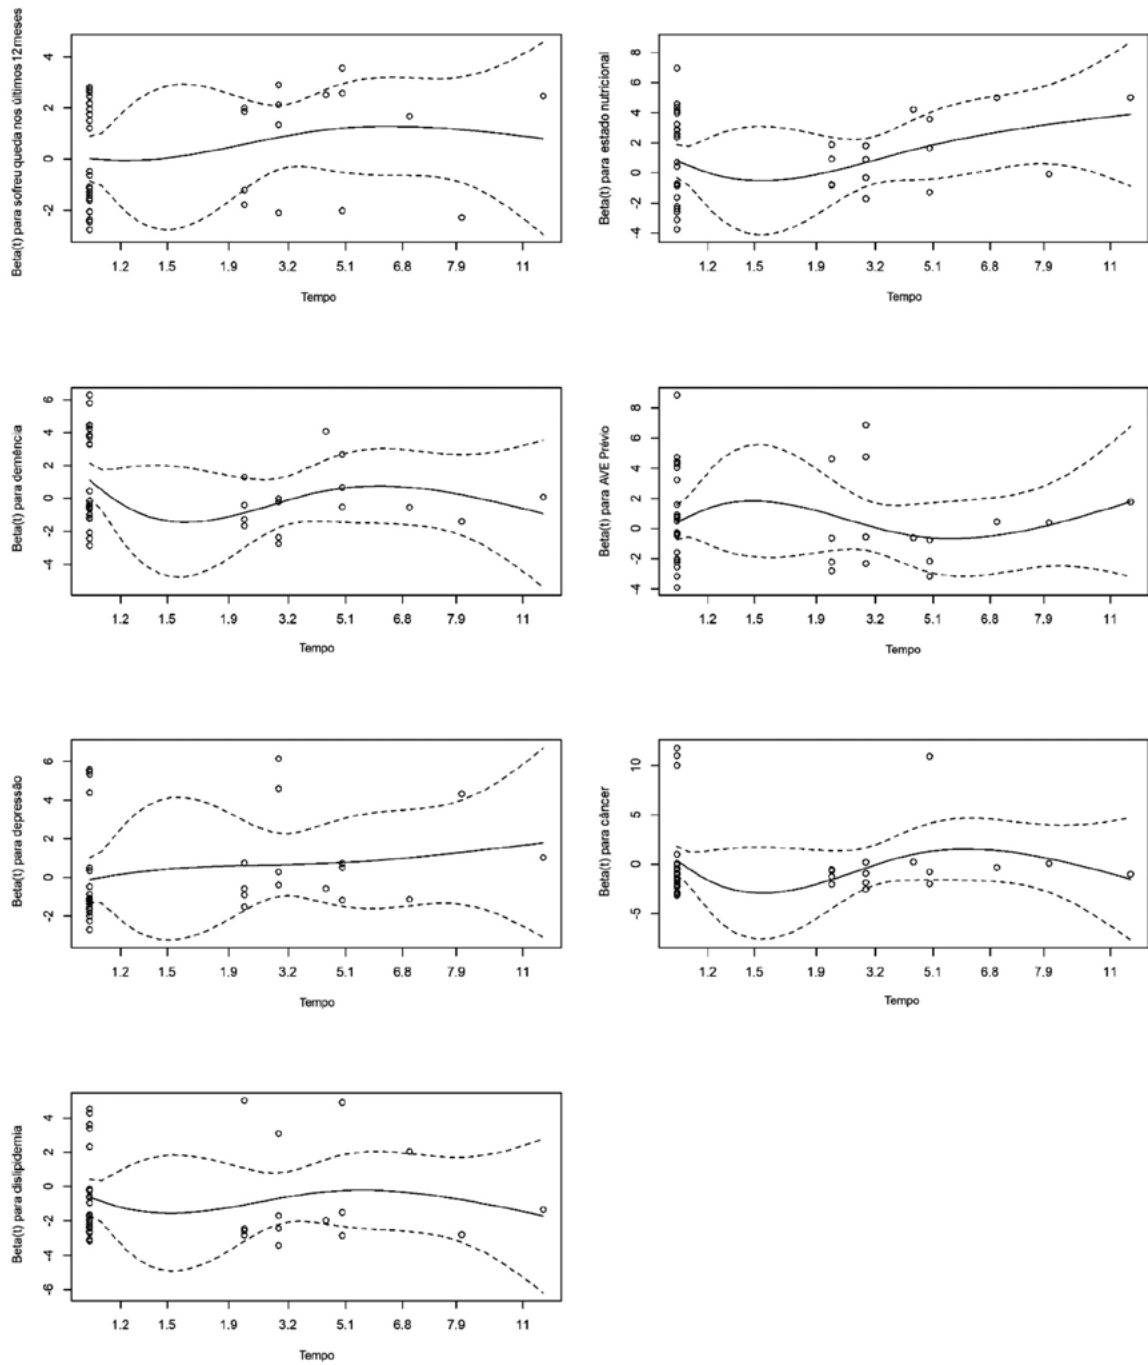 Beta(t) para sofreu queda nos últimos 12 meses
4
2
0
-2
1.2 1.5 1.9 3.2 5.1 6.8 7.9 11
Tempo
Beta(t) para estado nutricional
8
6
4
2
0
-2
-4
1.2 1.5 1.9 3.2 5.1 6.8 7.9 11
Tempo
Beta(t) para demência
6
4
2
0
-2
-4
1.2 1.5 1.9 3.2 5.1 6.8 7.9 11
Tempo
Beta(t) para AVE Prévio
8
6
4
2
0
-2
-4
1.2 1.5 1.9 3.2 5.1 6.8 7.9 11
Tempo
Beta(t) para depressão
6
4
2
0
-2
1.2 1.5 1.9 3.2 5.1 6.8 7.9 11
Tempo
Beta(t) para câncer
10
5
0
-5
1.2 1.5 1.9 3.2 5.1 6.8 7.9 11
Tempo
Beta(t) para dislipidemia
4
2
0
-2
-4
-6
1.2 1.5 1.9 3.2 5.1 6.8 7.9 11
Tempo